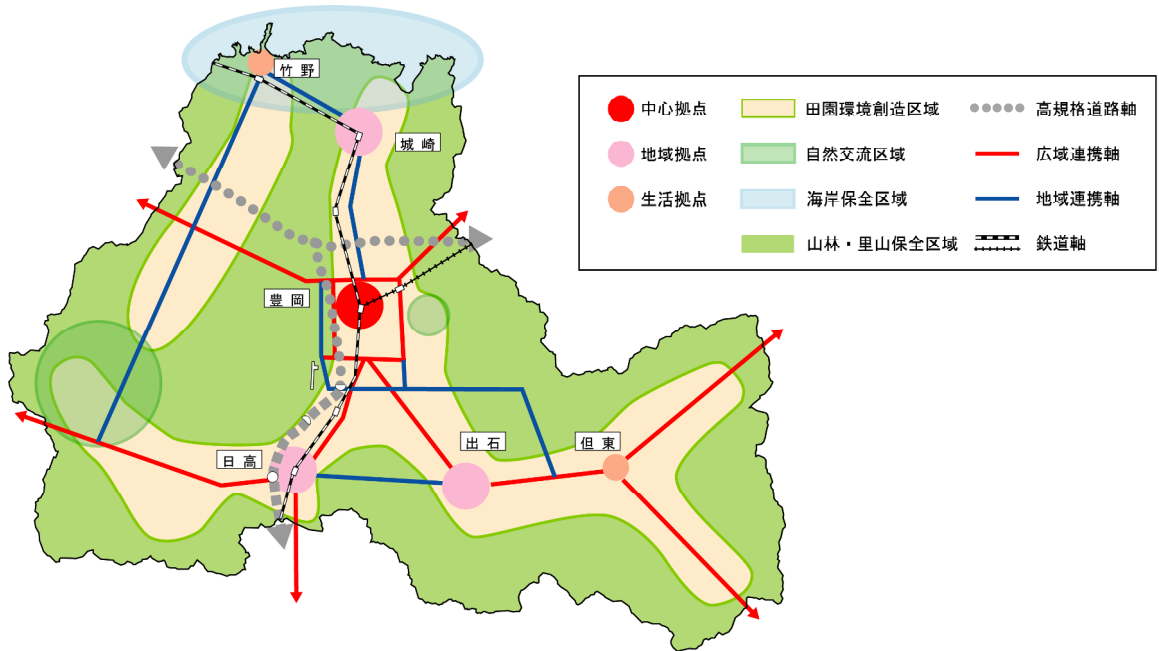 竹野
城崎
豊岡
日高
出石
但東
中心拠点
地域拠点
生活拠点
田園環境創造区域
自然交流区域
海岸保全区域
山林・里山保全区域
高規格道路軸
広域連携軸
地域連携軸
鉄道軸